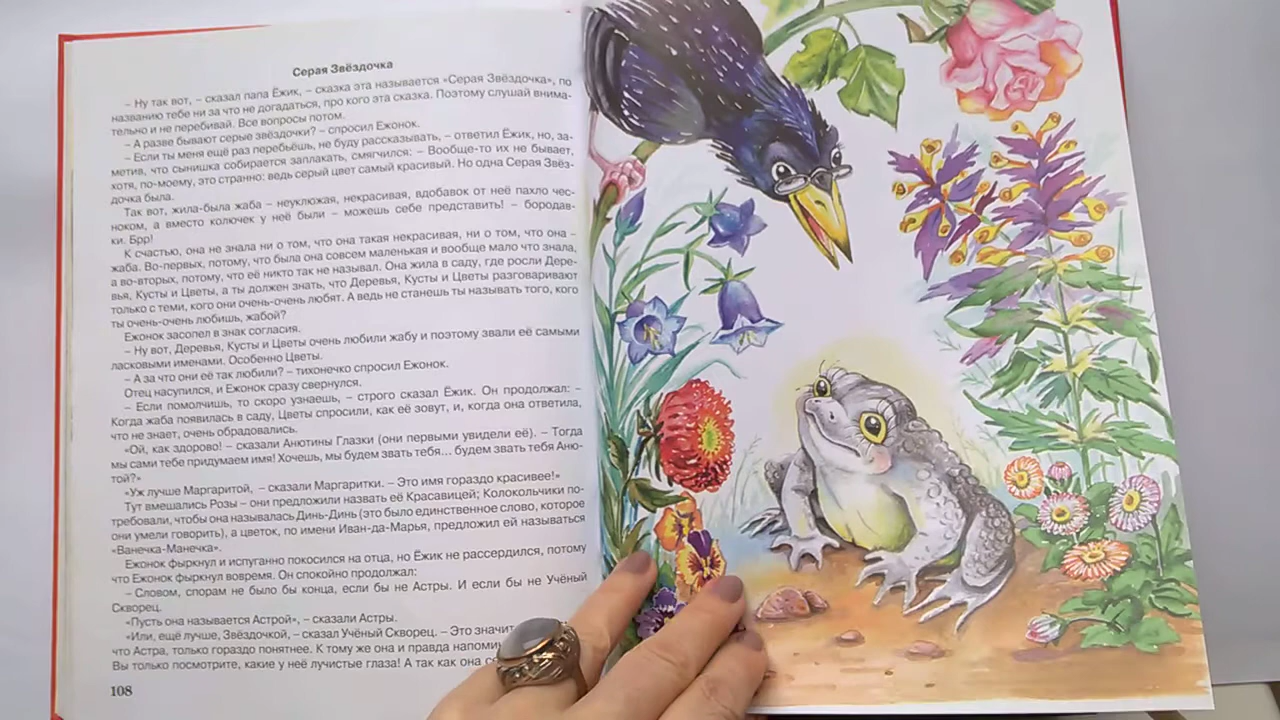 Серая Звёздочка
– Ну так вот, – сказал папа Ёжик, – сказка эта называется «Серая Звёздочка», по
названию тебе ни за что не догадаться, про кого эта сказка. Поэтому слушай внима-
тельно и не перебивай. Все вопросы потом.
– А разве бывают серые звёздочки? – спросил Ежонок.
– Если ты меня ещё раз перебьёшь, не буду рассказывать, – ответил Ёжик, но, за-
метив, что сынишка собирается заплакать, смягчился: – Вообще-то их не бывает,
хотя, по-моему, это странно: ведь серый цвет самый красивый. Но одна Серая Звёз-
дочка была.
Так вот, жила-была жаба – неуклюжая, некрасивая, вдобавок от неё пахло чес-
ноком, а вместо колючек у неё были – можешь себе представить! – бородав-
ки. Брр!
К счастью, она не знала ни о том, что она такая некрасивая, ни о том, что она –
жаба. Во-первых, потому, что была она совсем маленькая и вообще мало что знала,
а во-вторых, потому, что её никто так не называл. Она жила в саду, где росли Дере-
вья, Кусты и Цветы, а ты должен знать, что Деревья, Кусты и Цветы разговаривают
только с теми, кого они очень-очень любят. А ведь не станешь ты называть того, кого
ты очень-очень любишь, жабой?
Ежонок засопел в знак согласия.
– Ну вот, Деревья, Кусты и Цветы очень любили жабу и поэтому звали её самыми
ласковыми именами. Особенно Цветы.
– А за что они её так любили? – тихонечко спросил Ежонок.
Отец насупился, и Ежонок сразу свернулся.
– Если помолчишь, то скоро узнаешь, – строго сказал Ёжик. Он продолжал: –
Когда жаба появилась в саду, Цветы спросили, как её зовут, и, когда она ответила,
что не знает, очень обрадовались.
«Ой, как здорово! – сказали Анютины Глазки (они первыми увидели её). – Тогда
мы сами тебе придумаем имя! Хочешь, мы будем звать тебя… будем звать тебя Аню-
той?»
«Уж лучше Маргаритой, – сказали Маргаритки. – Это имя гораздо красивее!»
Тут вмешались Розы – они предложили назвать её Красавицей; Колокольчики по-
требовали, чтобы она называлась Динь-Динь (это было единственное слово, которое
они умели говорить), а цветок, по имени Иван-да-Марья, предложил ей называться
«Ванечка-Манечка».
Ежонок фыркнул и испуганно покосился на отца, но Ёжик не рассердился, потому
что Ежонок фыркнул вовремя. Он спокойно продолжал:
– Словом, спорам не было бы конца, если бы не Астры. И если бы не Учёный
Скворец.
«Пусть она называется Астрой», – сказали Астры.
«Или, ещё лучше, Звёздочкой, – сказал Учёный Скворец. – Это значит
что Астра, только гораздо понятнее. К тому же она и правда
Вы только посмотрите, какие у неё лучистые глаза! А так как она
108